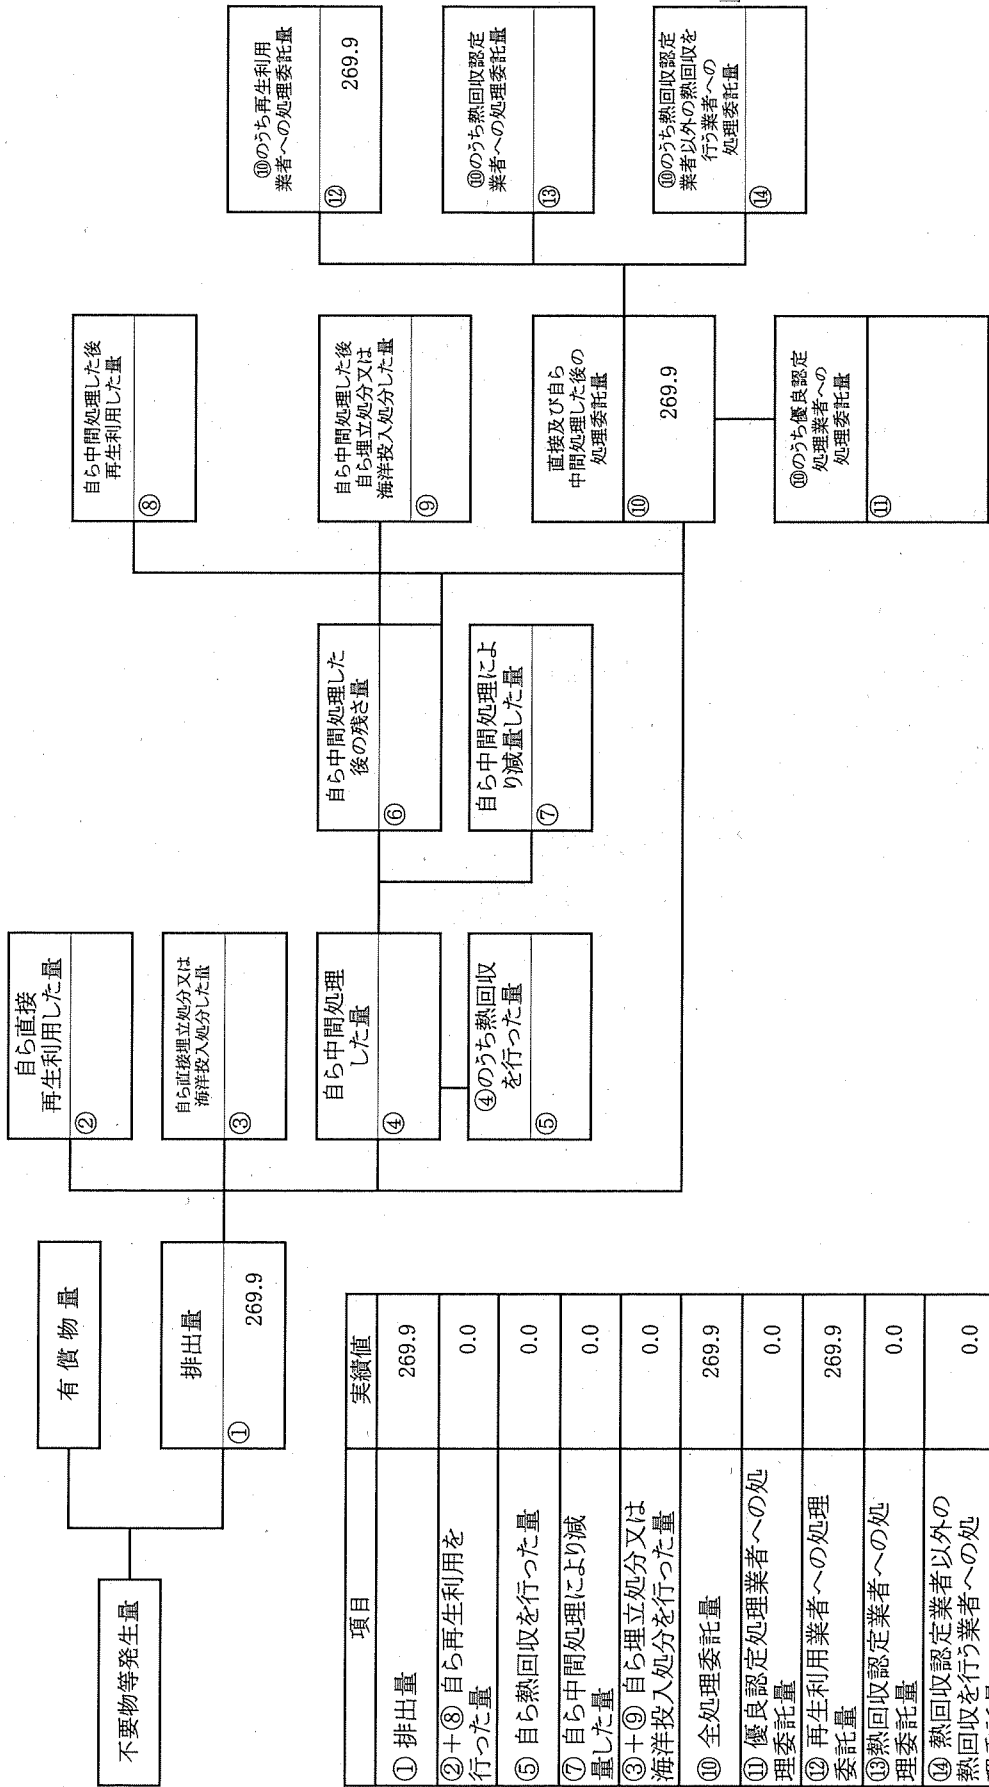 不要物等発生量
有償物量
排出量
①
269.9
自ら直接
再生利用した量
②
自ら直接埋立処分又は
海洋投入処分した量
③
自ら中間処理
した量
④
④のうち熱回収
を行った量
⑤
自ら中間処理した
後の残さ量
⑥
自ら中間処理によ
り減量した量
⑦
自ら中間処理した後
再生利用した量
⑧
自ら中間処理した後
自ら埋立処分又は
海洋投入処分した量
⑨
直接及び自ら
中間処理した後の
処理委託量
⑩
269.9
⑩のうち優良認定
処理業者への
処理委託量
⑪
⑩のうち再生利用
業者への処理委託量
⑫
269.9
⑩のうち熱回収認定
業者への処理委託量
⑬
⑩のうち熱回収認定
業者以外の熱回収を
行う業者への
処理委託量
⑭
項目 実績値
① 排出量 269.9
②+⑧ 自ら再生利用を
行った量 0.0
⑤ 自ら熱回収を行った量 0.0
⑦ 自ら中間処理により減
量した量 0.0
③+⑨ 自ら埋立処分又は
海洋投入処分を行った量 0.0
⑩ 全処理委託量 269.9
⑪ 優良認定処理業者への処
理委託量 0.0
⑫ 再生利用業者への処理
委託量 269.9
⑬熱回収認定業者への処
理委託量 0.0
⑭ 熱回収認定業者以外の
熱回収を行う業者への処 0.0